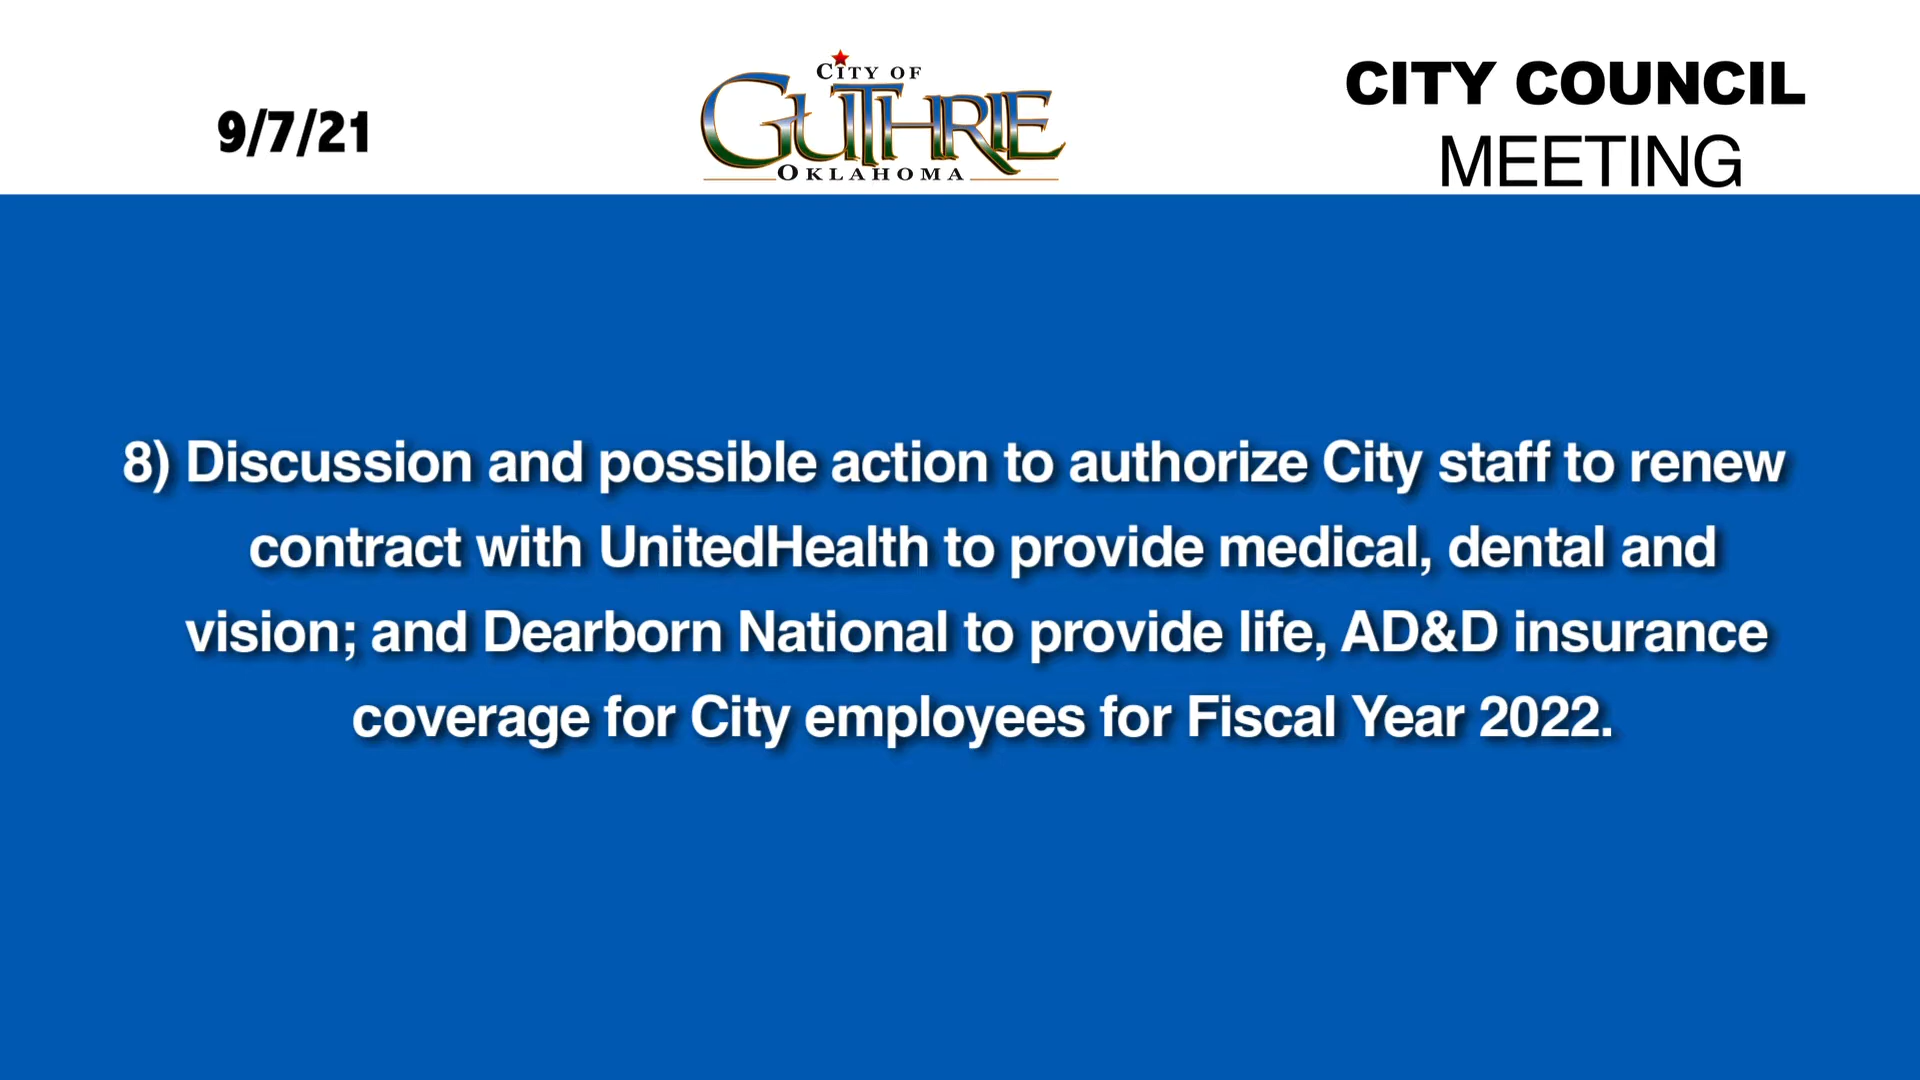 9/7/21
CITY OF
GUTHRIE
OKLAHOMA
CITY COUNCIL
MEETING
8) Discussion and possible action to authorize City staff to renew
contract with UnitedHealth to provide medical, dental and
vision; and Dearborn National to provide life, AD&D insurance
coverage for City employees for Fiscal Year 2022.